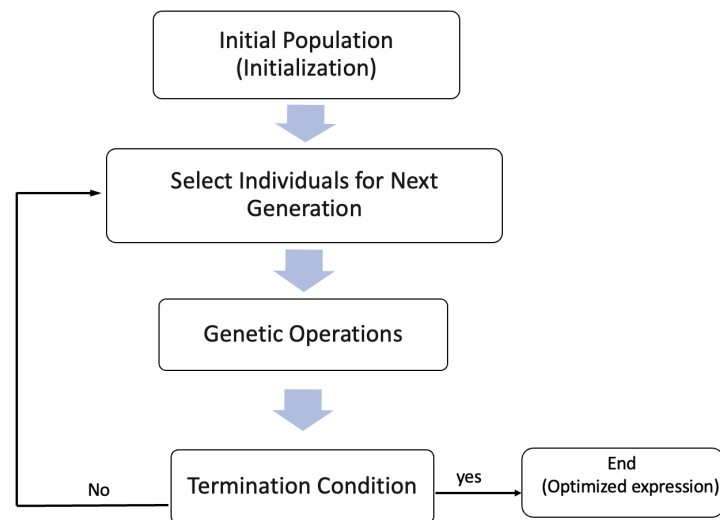 Initial Population
(Initialization)
Select Individuals for Next
Generation
Genetic Operations
Termination Condition
No
yes
End
(Optimized expression)